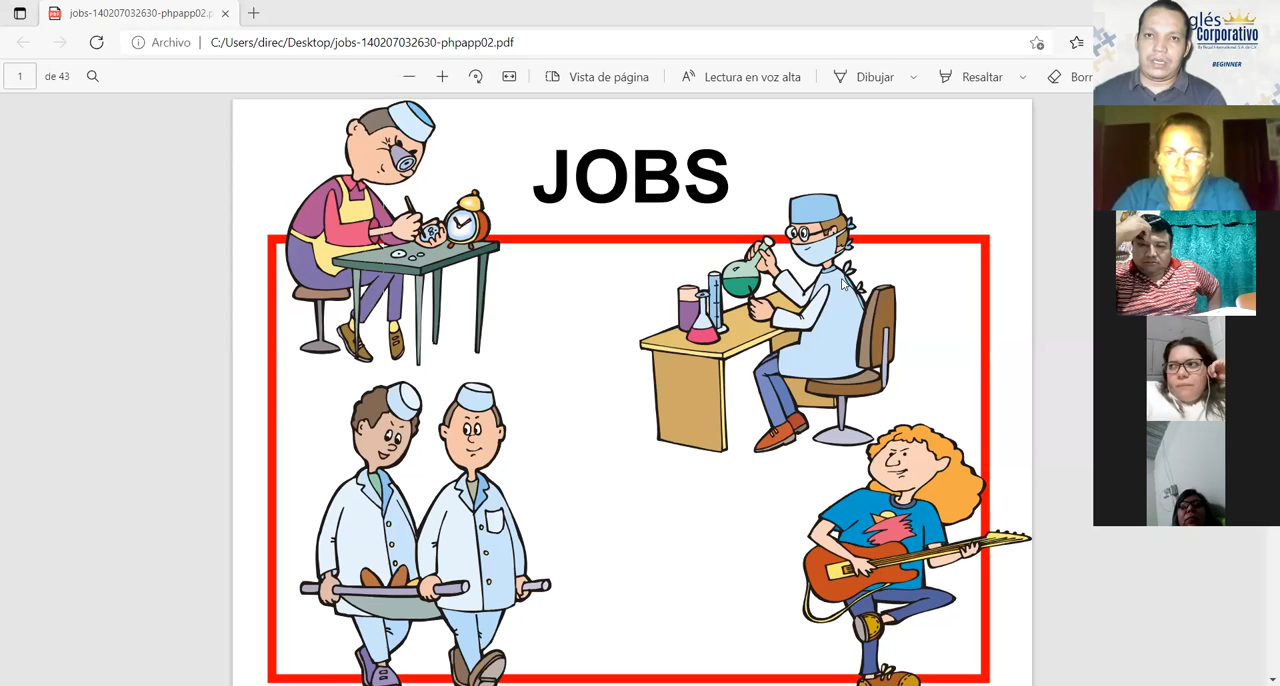 jobs-140207032630-phpapp02.p
Archivo C:/Users/direc/Desktop/jobs-140207032630-phpapp02.pdf
1 de 43 Vista de página Lectura en voz alta Dibujar Resaltar Borr
glés
Corporativo
BEGINNER
JOBS